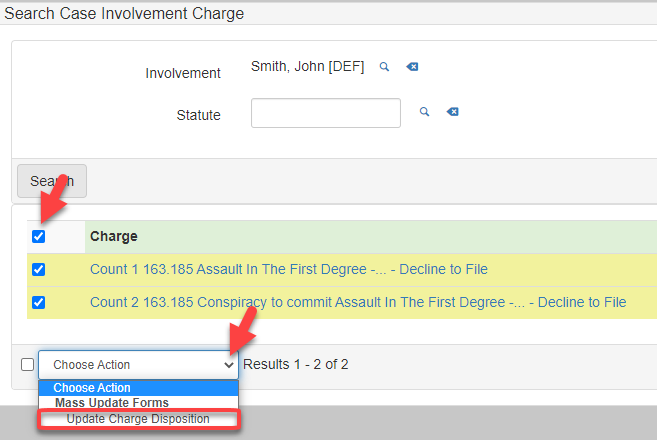 Search Case Involvement Charge
Involvement Smith, John [DEF]
Statute
Search
Charge
Count 1 163.185 Assault In The First Degree -... - Decline to File
Count 2 163.185 Conspiracy to commit Assault In The First Degree -... - Decline to File
Choose Action Results 1 - 2 of 2
Choose Action
Mass Update Forms
Update Charge Disposition